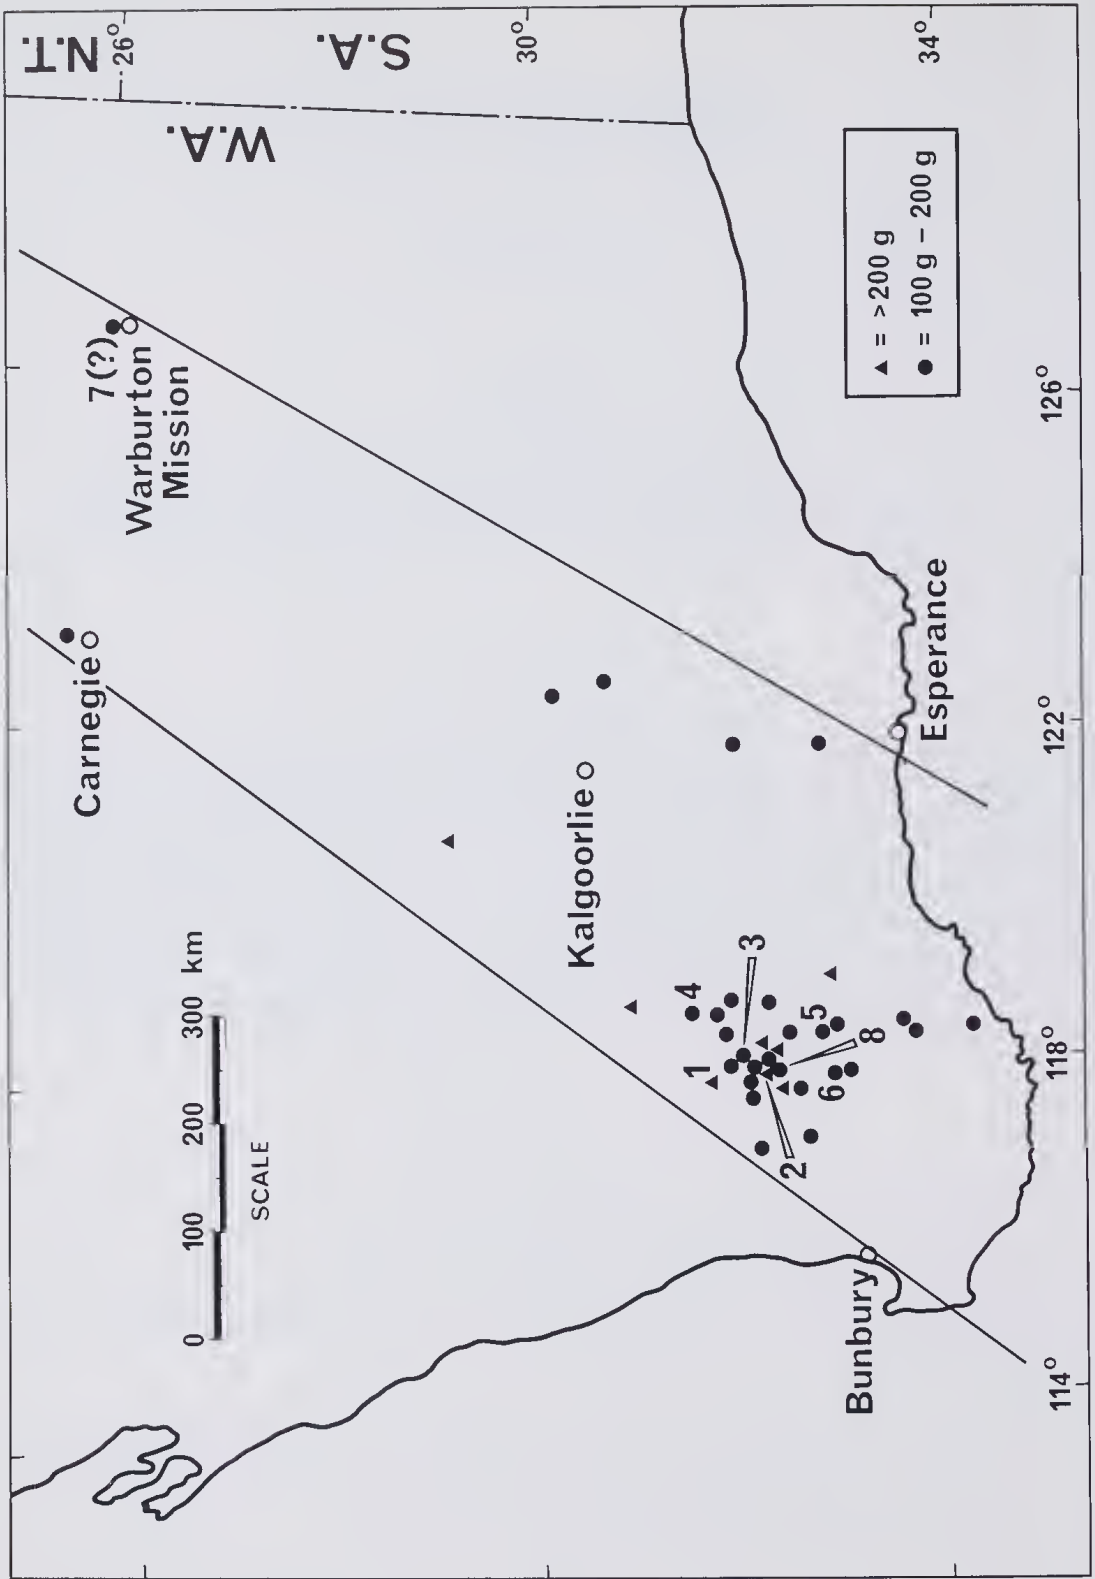 N.T.
S.A.
W.A.
26°
30°
34°
7(?)
Warburton
Mission
Carnegie
Kalgoorlie
Esperance
Bunbury
0 100 200 300 km
SCALE
1
2
3
4
5
6
8
▲ = >200 g
● = 100 g – 200 g
114°
118°
122°
126°